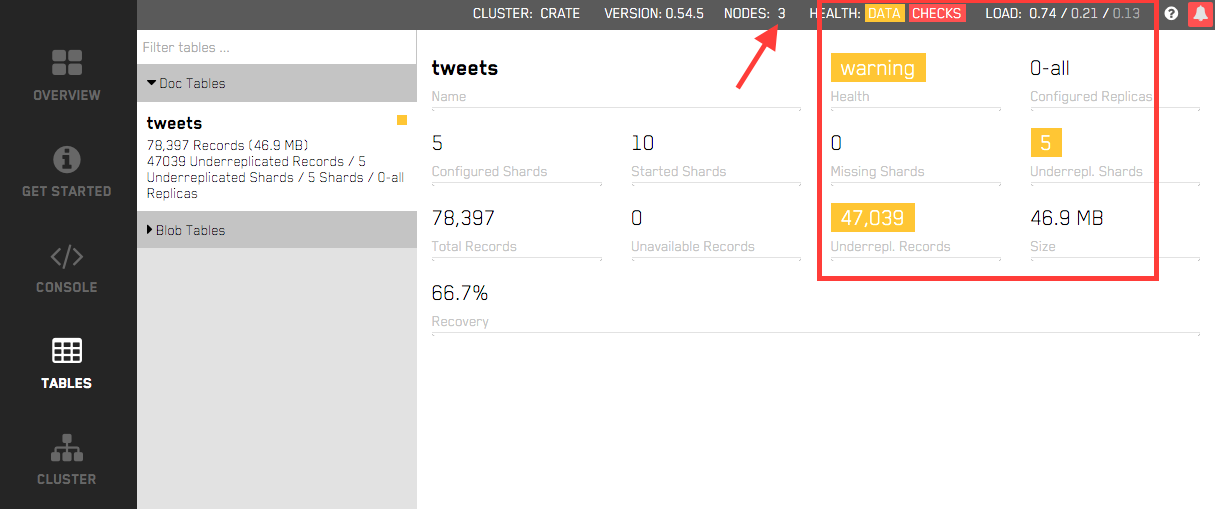 CLUSTER: CRATE VERSION: 0.54.5 NODES: 3 HEALTH: DATA CHECKS LOAD: 0.74 / 0.21 / 0.13
OVERVIEW
GET STARTED
CONSOLE
TABLES
CLUSTER
Filter tables ...
Doc Tables
tweets
78,397 Records (46.9 MB)
47039 Underreplicated Records / 5
Underreplicated Shards / 5 Shards / 0-all
Replicas
Blob Tables
tweets
Name
warning
Health
0-all
Configured Replicas
5
Configured Shards
10
Started Shards
0
Missing Shards
5
Underrepl. Shards
78,397
Total Records
0
Unavailable Records
47,039
Underrepl. Records
46.9 MB
Size
66.7%
Recovery